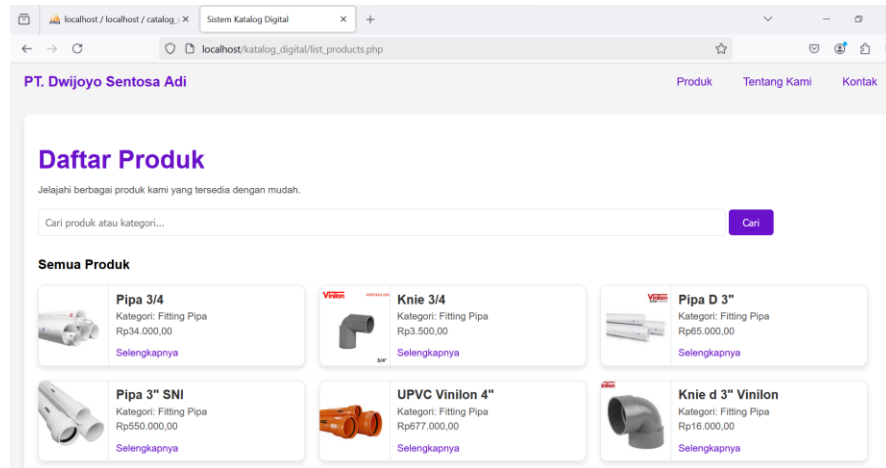 localhost / localhost / catalog_s
Sistem Katalog Digital
localhost/katalog_digital/list_products.php
PT. Dwijoyo Sentosa Adi
Produk
Tentang Kami
Kontak
Daftar Produk
Jelajahi berbagai produk kami yang tersedia dengan mudah.
Cari produk atau kategori...
Cari
Semua Produk
Pipa 3/4
Kategori: Fitting Pipa
Rp34.000,00
Selengkapnya
Vinilon
3/4"
Knie 3/4
Kategori: Fitting Pipa
Rp3.500,00
Selengkapnya
Vinilon
Pipa D 3"
Kategori: Fitting Pipa
Rp65.000,00
Selengkapnya
Pipa 3" SNI
Kategori: Fitting Pipa
Rp550.000,00
Selengkapnya
UPVC Vinilon 4"
Kategori: Fitting Pipa
Rp677.000,00
Selengkapnya
Vinilon
Knie d 3" Vinilon
Kategori: Fitting Pipa
Rp16.000,00
Selengkapnya